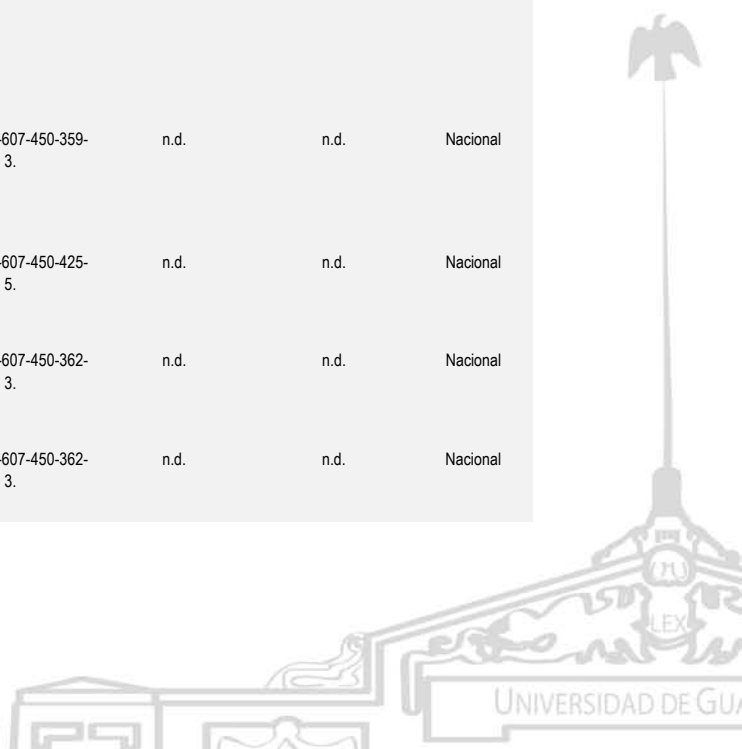 -607-450-359- n.d. n.d. Nacional
3.
-607-450-425- n.d. n.d. Nacional
5.
-607-450-362- n.d. n.d. Nacional
3.
-607-450-362- n.d. n.d. Nacional
3.
LEX
UNIVERSIDAD DE GUA